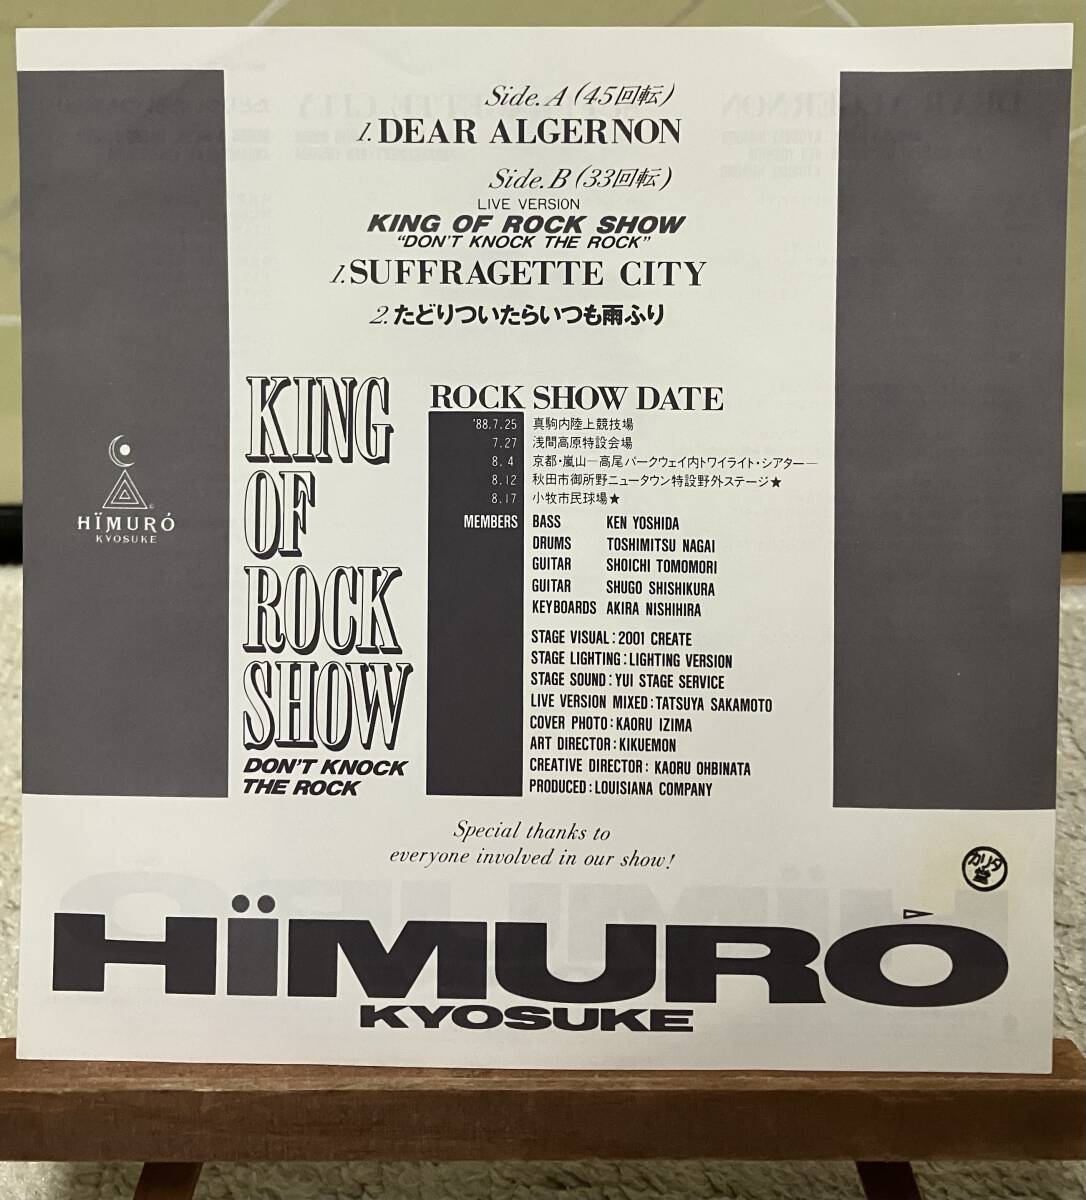 Side.A (45回転)
1. DEAR ALGERNON
Side.B (33回転)
LIVE VERSION
KING OF ROCK SHOW
“DON'T KNOCK THE ROCK”
1. SUFFRAGETTE CITY
2. たどりついたらいつも雨ふり
KING
OF
ROCK
SHOW
DON'T KNOCK
THE ROCK
ROCK SHOW DATE
'88.7.25 真駒内陸上競技場
7.27 浅間高原特設会場
8.4 京都・嵐山―高尾パークウェイ内トワイライト・シアター―
8.12 秋田市御所野ニュータウン特設野外ステージ★
8.17 小牧市民球場★
MEMBERS BASS KEN YOSHIDA
DRUMS TOSHIMITSU NAGAI
GUITAR SHOICHI TOMOMORI
GUITAR SHUGO SHISHIKURA
KEYBOARDS AKIRA NISHIHIRA
STAGE VISUAL : 2001 CREATE
STAGE LIGHTING : LIGHTING VERSION
STAGE SOUND : YUI STAGE SERVICE
LIVE VERSION MIXED : TATSUYA SAKAMOTO
COVER PHOTO : KAORU IZIMA
ART DIRECTOR : KIKUEMON
CREATIVE DIRECTOR : KAORU OHBINATA
PRODUCED : LOUISIANA COMPANY
HÏMURÓ
KYOSUKE
Special thanks to
everyone involved in our show!
カリタ堂
HÏMURÓ
KYOSUKE